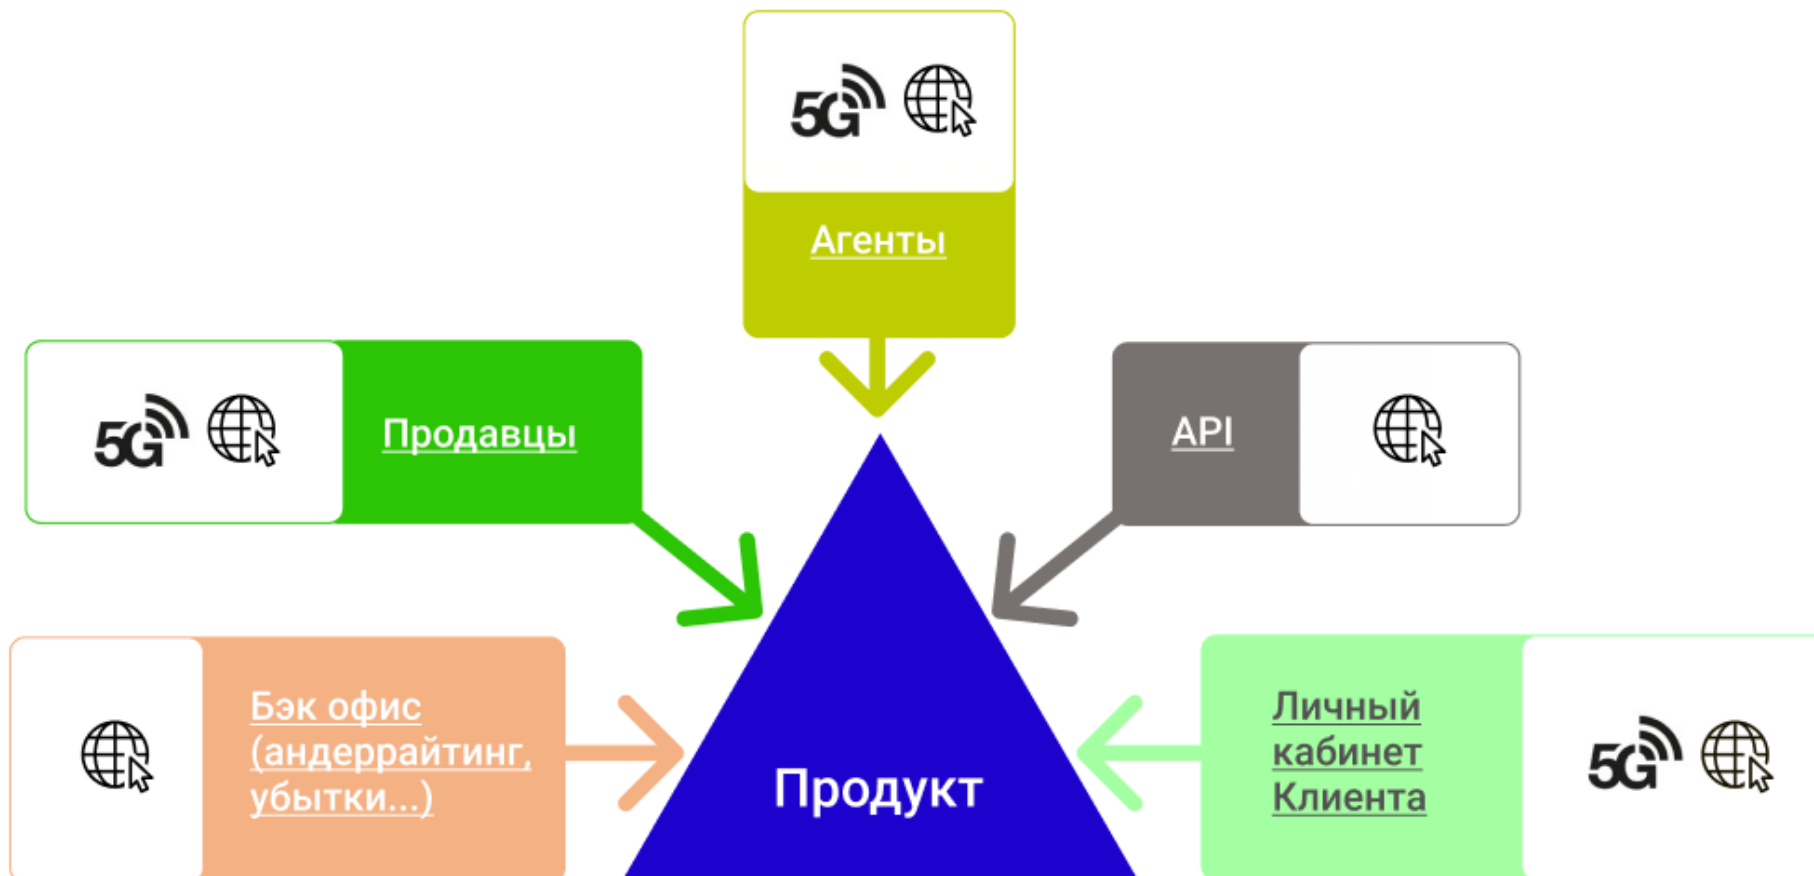 5G
Агенты
5G
Продавцы
API
Бэк офис
(андеррайтинг,
убытки...)
Продукт
Личный
кабинет
Клиента
5G